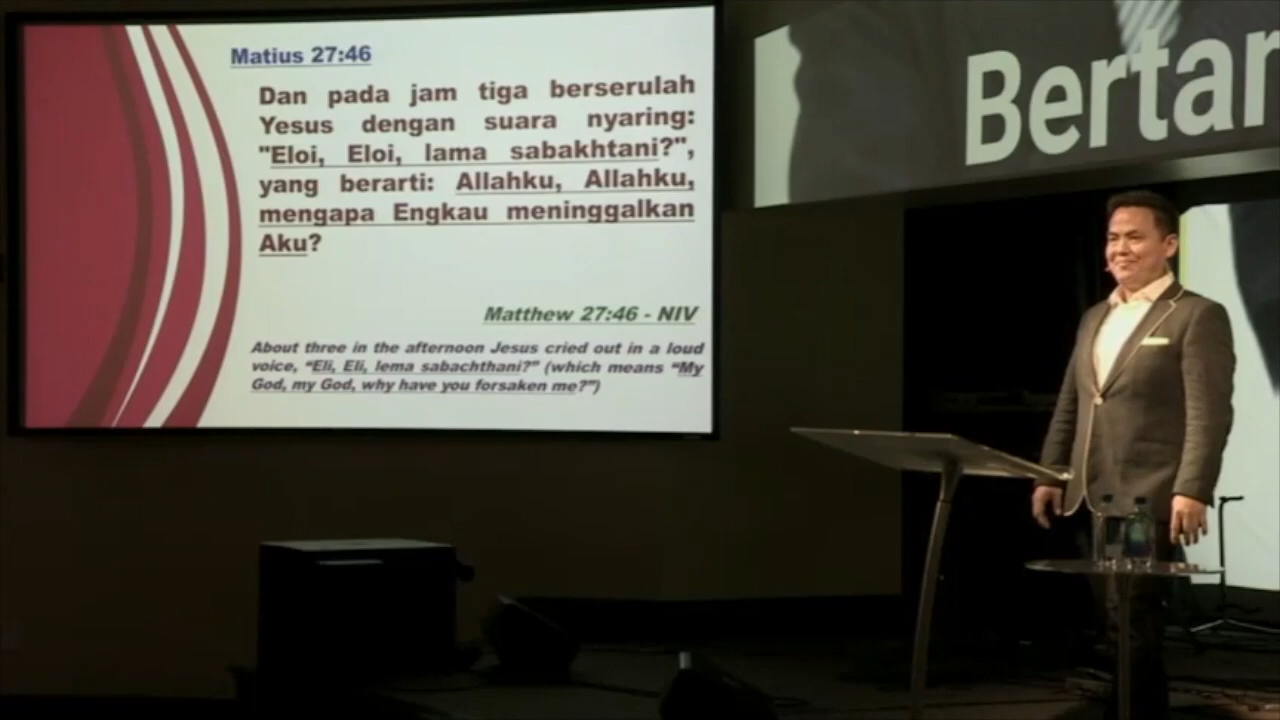 Matius 27:46
Dan pada jam tiga berserulah
Yesus dengan suara nyaring:
"Eloi, Eloi, lama sabakhtani?",
yang berarti: Allahku, Allahku,
mengapa Engkau meninggalkan
Aku?
Matthew 27:46 - NIV
About three in the afternoon Jesus cried out in a loud
voice, “Eli, Eli, lema sabachthani?” (which means “My
God, my God, why have you forsaken me?”)
Bertar